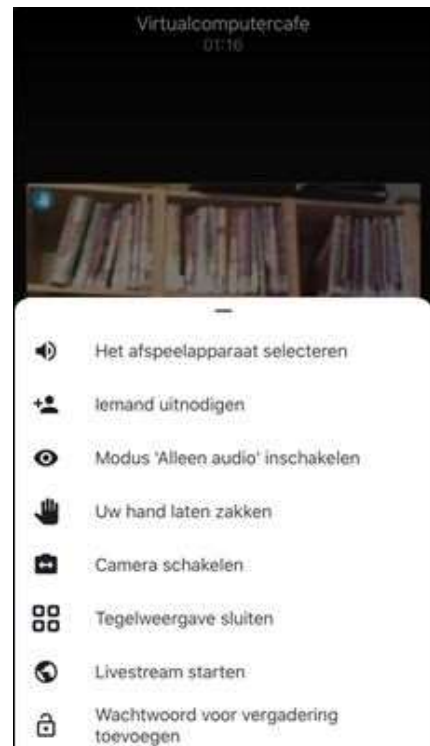 Virtualcomputercafe
01:16
Het afspeelapparaat selecteren
Iemand uitnodigen
Modus 'Alleen audio' inschakelen
Uw hand laten zakken
Camera schakelen
Tegelweergave sluiten
Livestream starten
Wachtwoord voor vergadering
toevoegen